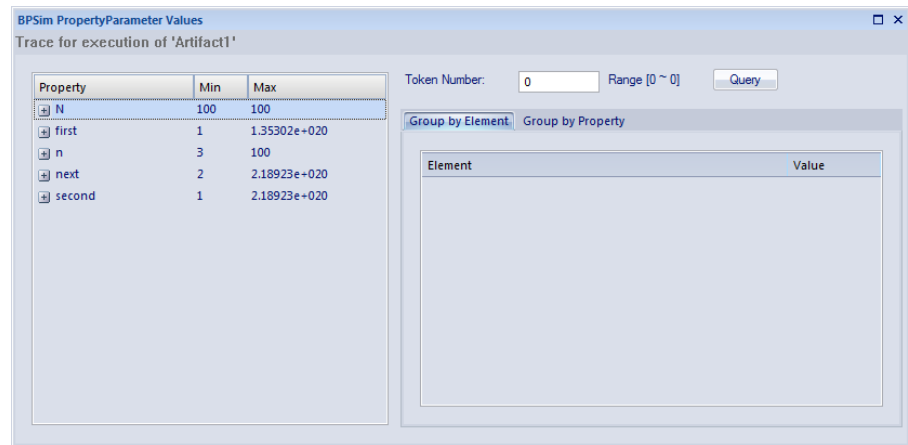 BPSim PropertyParameter Values
Trace for execution of 'Artifact1'
Property Min Max
N 100 100
first 1 1.35302e+020
n 3 100
next 2 2.18923e+020
second 1 2.18923e+020
Token Number: 0 Range [0 ~ 0] Query
Group by Element Group by Property
Element Value